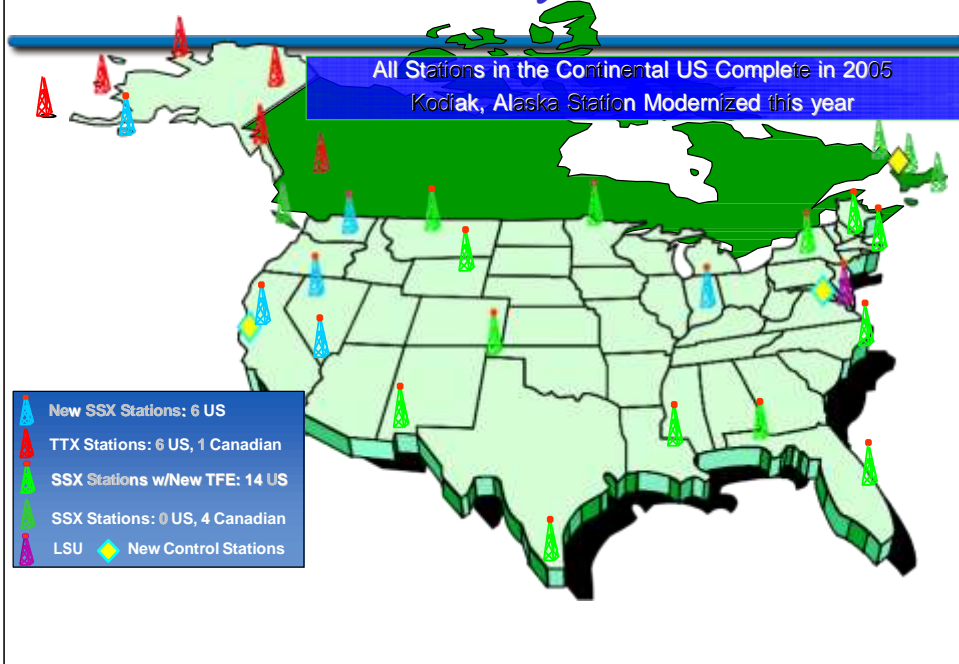 All Stations in the Continental US Complete in 2005
Kodiak, Alaska Station Modernized this year
New SSX Stations: 6 US
TTX Stations: 6 US, 1 Canadian
SSX Stations w/New TFE: 14 US
SSX Stations: 0 US, 4 Canadian
LSU New Control Stations